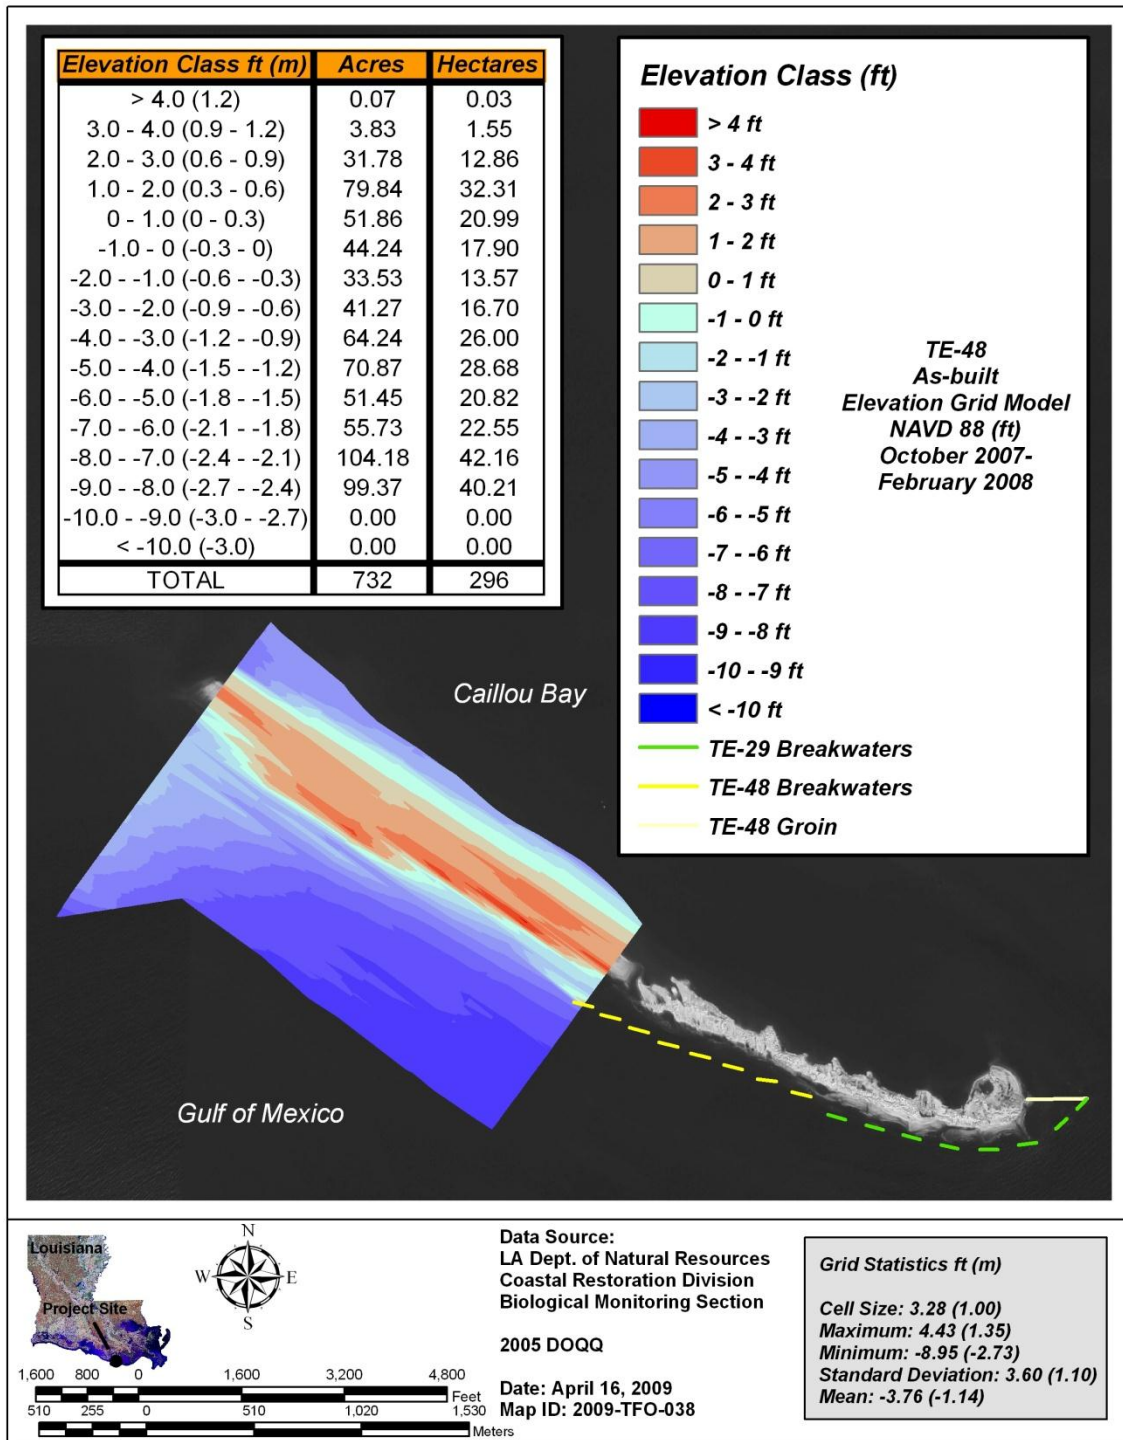 Elevation Class ft (m) Acres Hectares
> 4.0 (1.2) 0.07 0.03
3.0 - 4.0 (0.9 - 1.2) 3.83 1.55
2.0 - 3.0 (0.6 - 0.9) 31.78 12.86
1.0 - 2.0 (0.3 - 0.6) 79.84 32.31
0 - 1.0 (0 - 0.3) 51.86 20.99
-1.0 - 0 (-0.3 - 0) 44.24 17.90
-2.0 - -1.0 (-0.6 - -0.3) 33.53 13.57
-3.0 - -2.0 (-0.9 - -0.6) 41.27 16.70
-4.0 - -3.0 (-1.2 - -0.9) 64.24 26.00
-5.0 - -4.0 (-1.5 - -1.2) 70.87 28.68
-6.0 - -5.0 (-1.8 - -1.5) 51.45 20.82
-7.0 - -6.0 (-2.1 - -1.8) 55.73 22.55
-8.0 - -7.0 (-2.4 - -2.1) 104.18 42.16
-9.0 - -8.0 (-2.7 - -2.4) 99.37 40.21
-10.0 - -9.0 (-3.0 - -2.7) 0.00 0.00
< -10.0 (-3.0) 0.00 0.00
TOTAL 732 296
Elevation Class (ft)
> 4 ft
3 - 4 ft
2 - 3 ft
1 - 2 ft
0 - 1 ft
-1 - 0 ft
-2 - -1 ft
-3 - -2 ft
-4 - -3 ft
-5 - -4 ft
-6 - -5 ft
-7 - -6 ft
-8 - -7 ft
-9 - -8 ft
-10 - -9 ft
< -10 ft
TE-29 Breakwaters
TE-48 Breakwaters
TE-48 Groin
TE-48
As-built
Elevation Grid Model
NAVD 88 (ft)
October 2007-
February 2008
Caillou Bay
Gulf of Mexico
Louisiana
Project Site
N
W E
S
1,600 800 0 1,600 3,200 4,800
Feet
510 255 0 510 1,020 1,530
Meters
Data Source:
LA Dept. of Natural Resources
Coastal Restoration Division
Biological Monitoring Section
2005 DOQQ
Date: April 16, 2009
Map ID: 2009-TFO-038
Grid Statistics ft (m)
Cell Size: 3.28 (1.00)
Maximum: 4.43 (1.35)
Minimum: -8.95 (-2.73)
Standard Deviation: 3.60 (1.10)
Mean: -3.76 (-1.14)